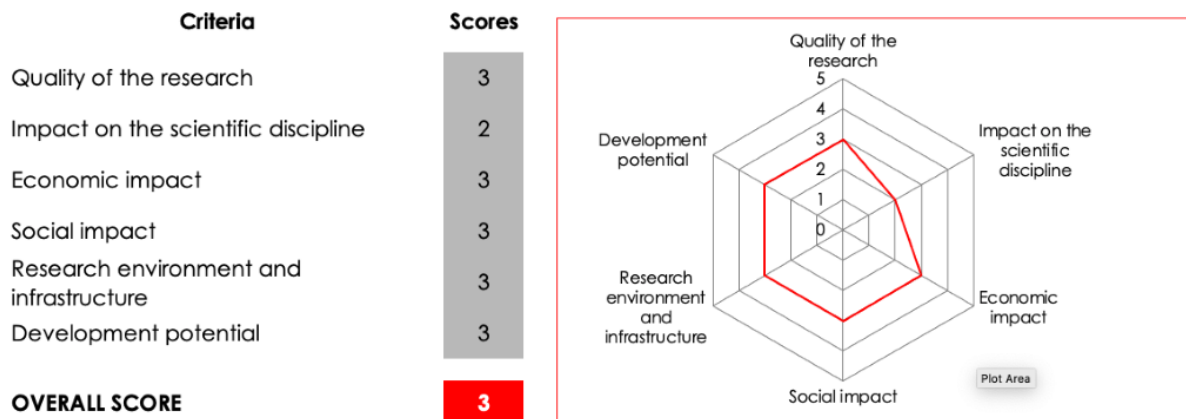 Criteria Scores
Quality of the research 3
Impact on the scientific discipline 2
Economic impact 3
Social impact 3
Research environment and
infrastructure 3
Development potential 3
OVERALL SCORE 3
Quality of the
research
5
4
3
2
1
0
Impact on the
scientific
discipline
Economic
impact
Social impact
Research
environment
and
infrastructure
Development
potential
Plot Area